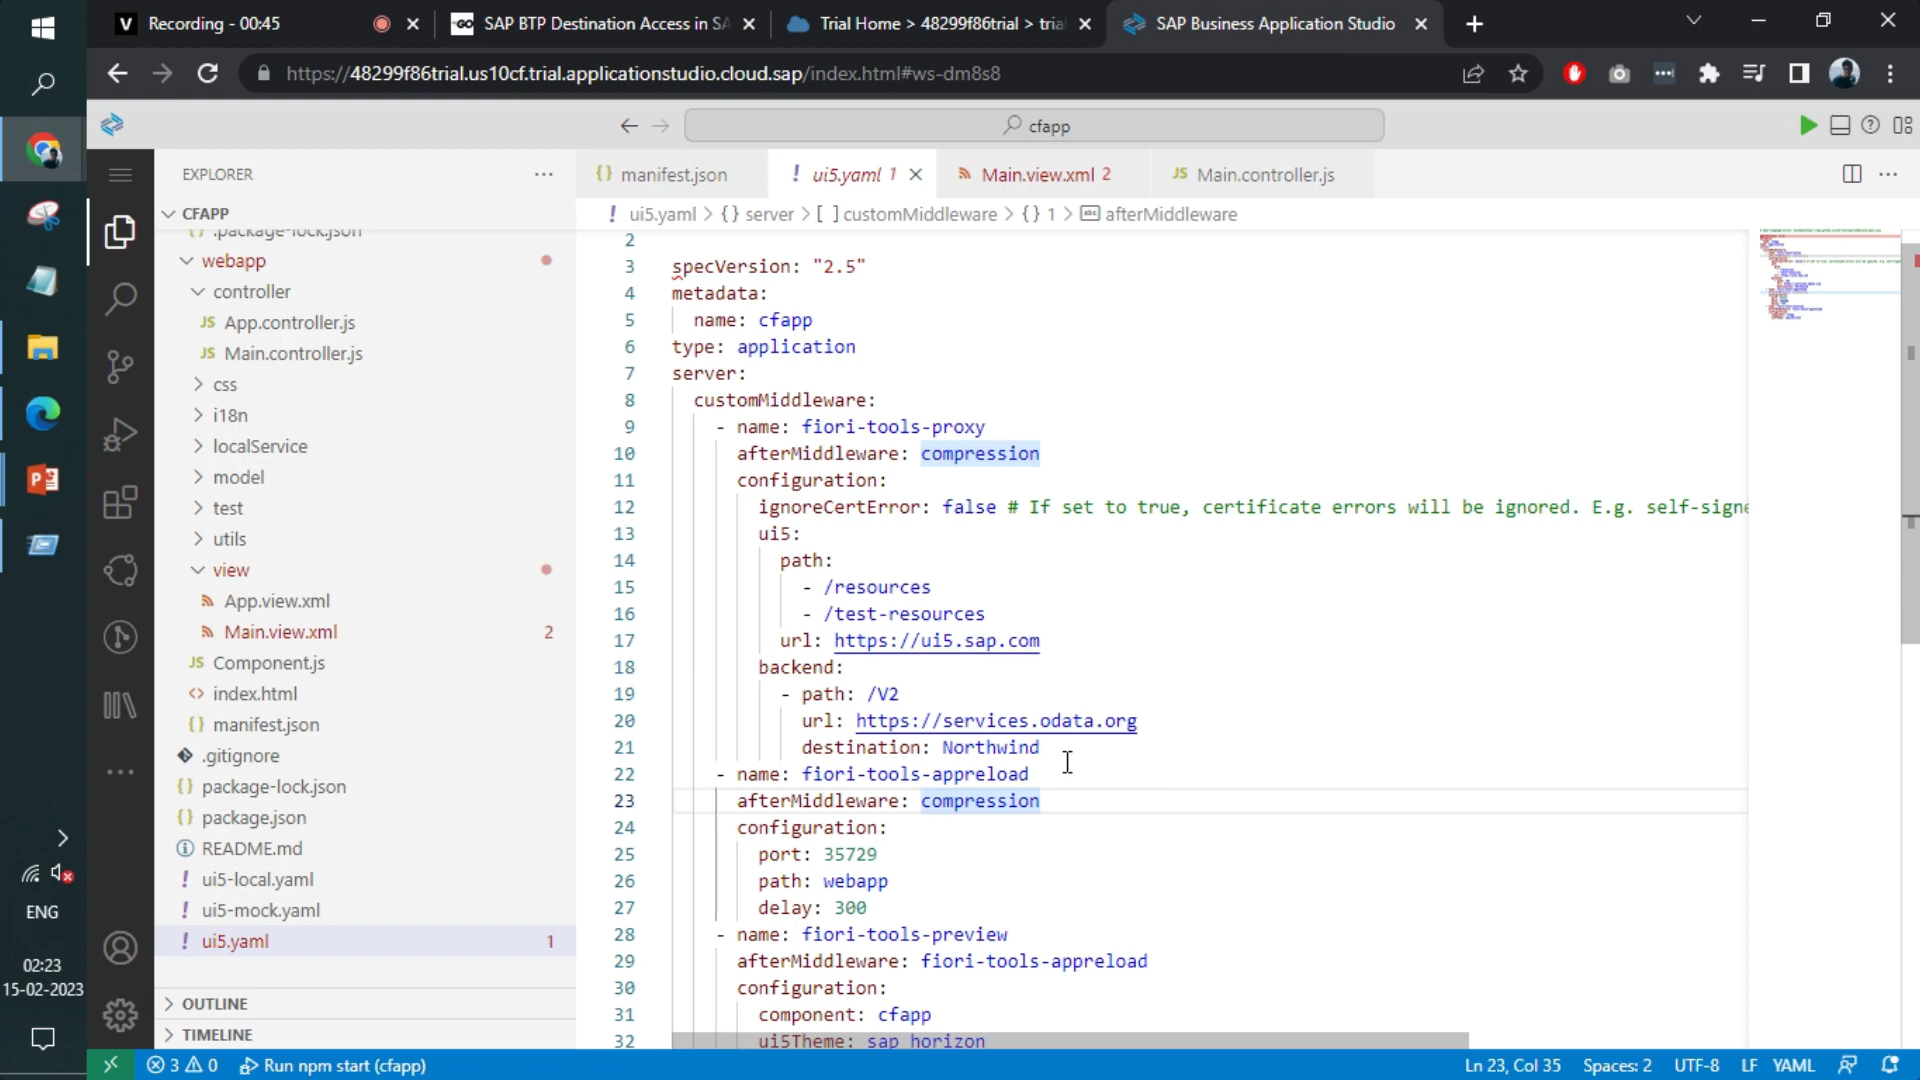 V Recording - 00:45
GO SAP BTP Destination Access in SA
Trial Home > 48299f86trial > trial
SAP Business Application Studio
https://48299f86trial.us10cf.trial.applicationstudio.cloud.sap/index.html#ws-dm8s8
cfapp
EXPLORER
CFAPP
.package-lock.json
webapp
controller
JS App.controller.js
JS Main.controller.js
css
i18n
localService
model
test
utils
view
App.view.xml
Main.view.xml 2
JS Component.js
<> index.html
{} manifest.json
.gitignore
{} package-lock.json
{} package.json
README.md
! ui5-local.yaml
! ui5-mock.yaml
! ui5.yaml 1
OUTLINE
TIMELINE
{} manifest.json
! ui5.yaml 1
Main.view.xml 2
JS Main.controller.js
! ui5.yaml > {} server > [ ] customMiddleware > {} 1 > abc afterMiddleware
2
3 specVersion: "2.5"
4 metadata:
5 name: cfapp
6 type: application
7 server:
8 customMiddleware:
9 - name: fiori-tools-proxy
10 afterMiddleware: compression
11 configuration:
12 ignoreCertError: false # If set to true, certificate errors will be ignored. E.g. self-signe
13 ui5:
14 path:
15 - /resources
16 - /test-resources
17 url: https://ui5.sap.com
18 backend:
19 - path: /V2
20 url: https://services.odata.org
21 destination: Northwind
22 - name: fiori-tools-appreload
23 afterMiddleware: compression
24 configuration:
25 port: 35729
26 path: webapp
27 delay: 300
28 - name: fiori-tools-preview
29 afterMiddleware: fiori-tools-appreload
30 configuration:
31 component: cfapp
32 ui5Theme: sap_horizon
ENG
02:23
15-02-2023
3 0 Run npm start (cfapp)
Ln 23, Col 35 Spaces: 2 UTF-8 LF YAML